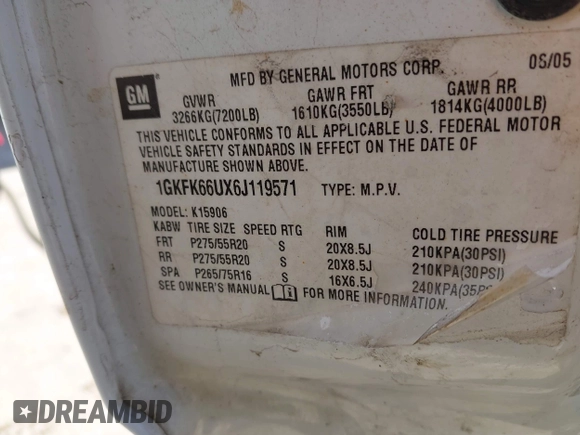 MFD BY GENERAL MOTORS CORP. 0S/05
GM
GVWR GAWR FRT GAWR RR
3266KG(7200LB) 1610KG(3550LB) 1814KG(4000LB)
THIS VEHICLE CONFORMS TO ALL APPLICABLE U.S. FEDERAL MOTOR
VEHICLE SAFETY STANDARDS IN EFFECT ON THE DATE OF
MANUFACTURE SHOWN ABOVE.
1GKFK66UX6J119571 TYPE: M.P.V.
MODEL: K15906
KABW TIRE SIZE SPEED RTG RIM COLD TIRE PRESSURE
FRT P275/55R20 S 20X8.5J 210KPA(30PSI)
RR P275/55R20 S 20X8.5J 210KPA(30PSI)
SPA P265/75R16 S 16X6.5J 240KPA(35PSI)
SEE OWNER'S MANUAL FOR MORE INFORMATION.
DREAMBID